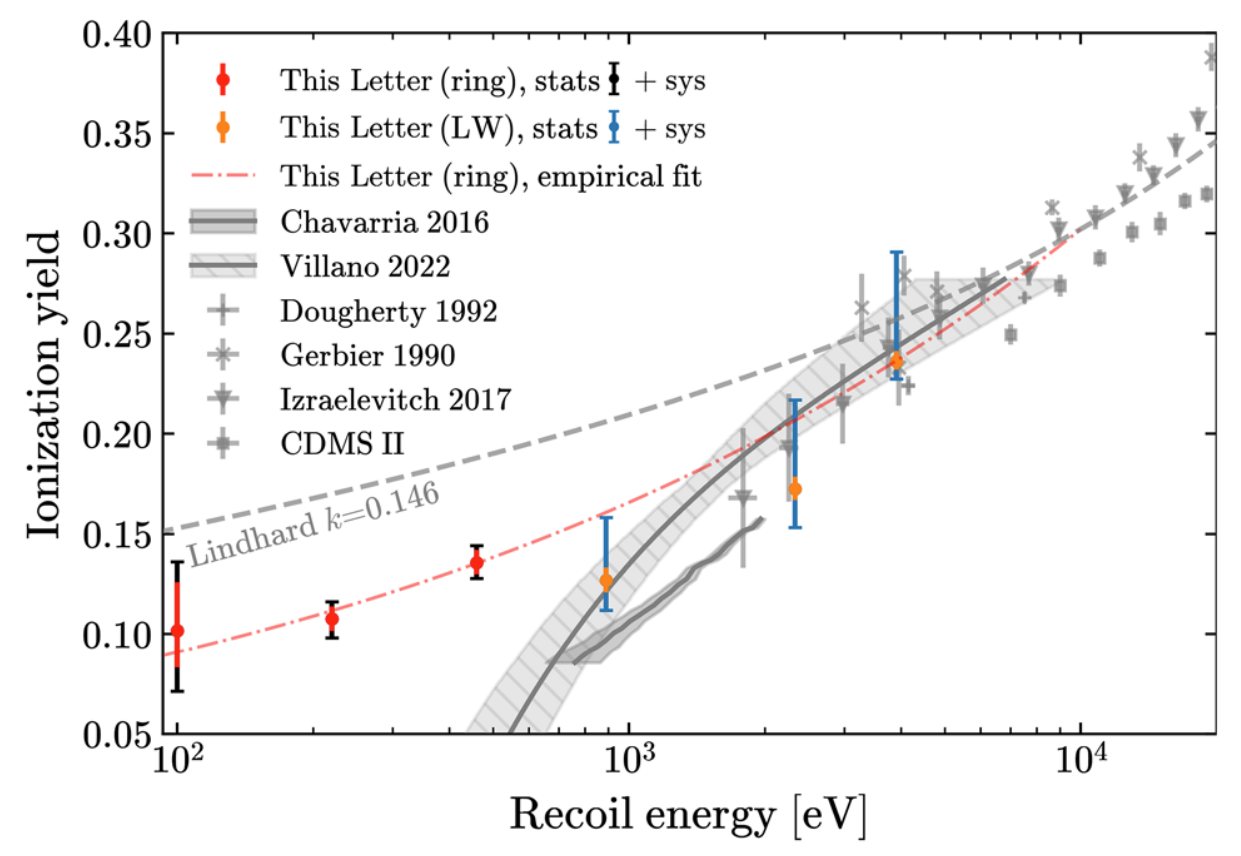 0.40
0.35
0.30
0.25
0.20
0.15
0.10
0.05
Ionization yield
This Letter (ring), stats + sys
This Letter (LW), stats + sys
This Letter (ring), empirical fit
Chavarria 2016
Villano 2022
Dougherty 1992
Gerbier 1990
Izraelevitch 2017
CDMS II
Lindhard k=0.146
10² 10³ 10⁴
Recoil energy [eV]